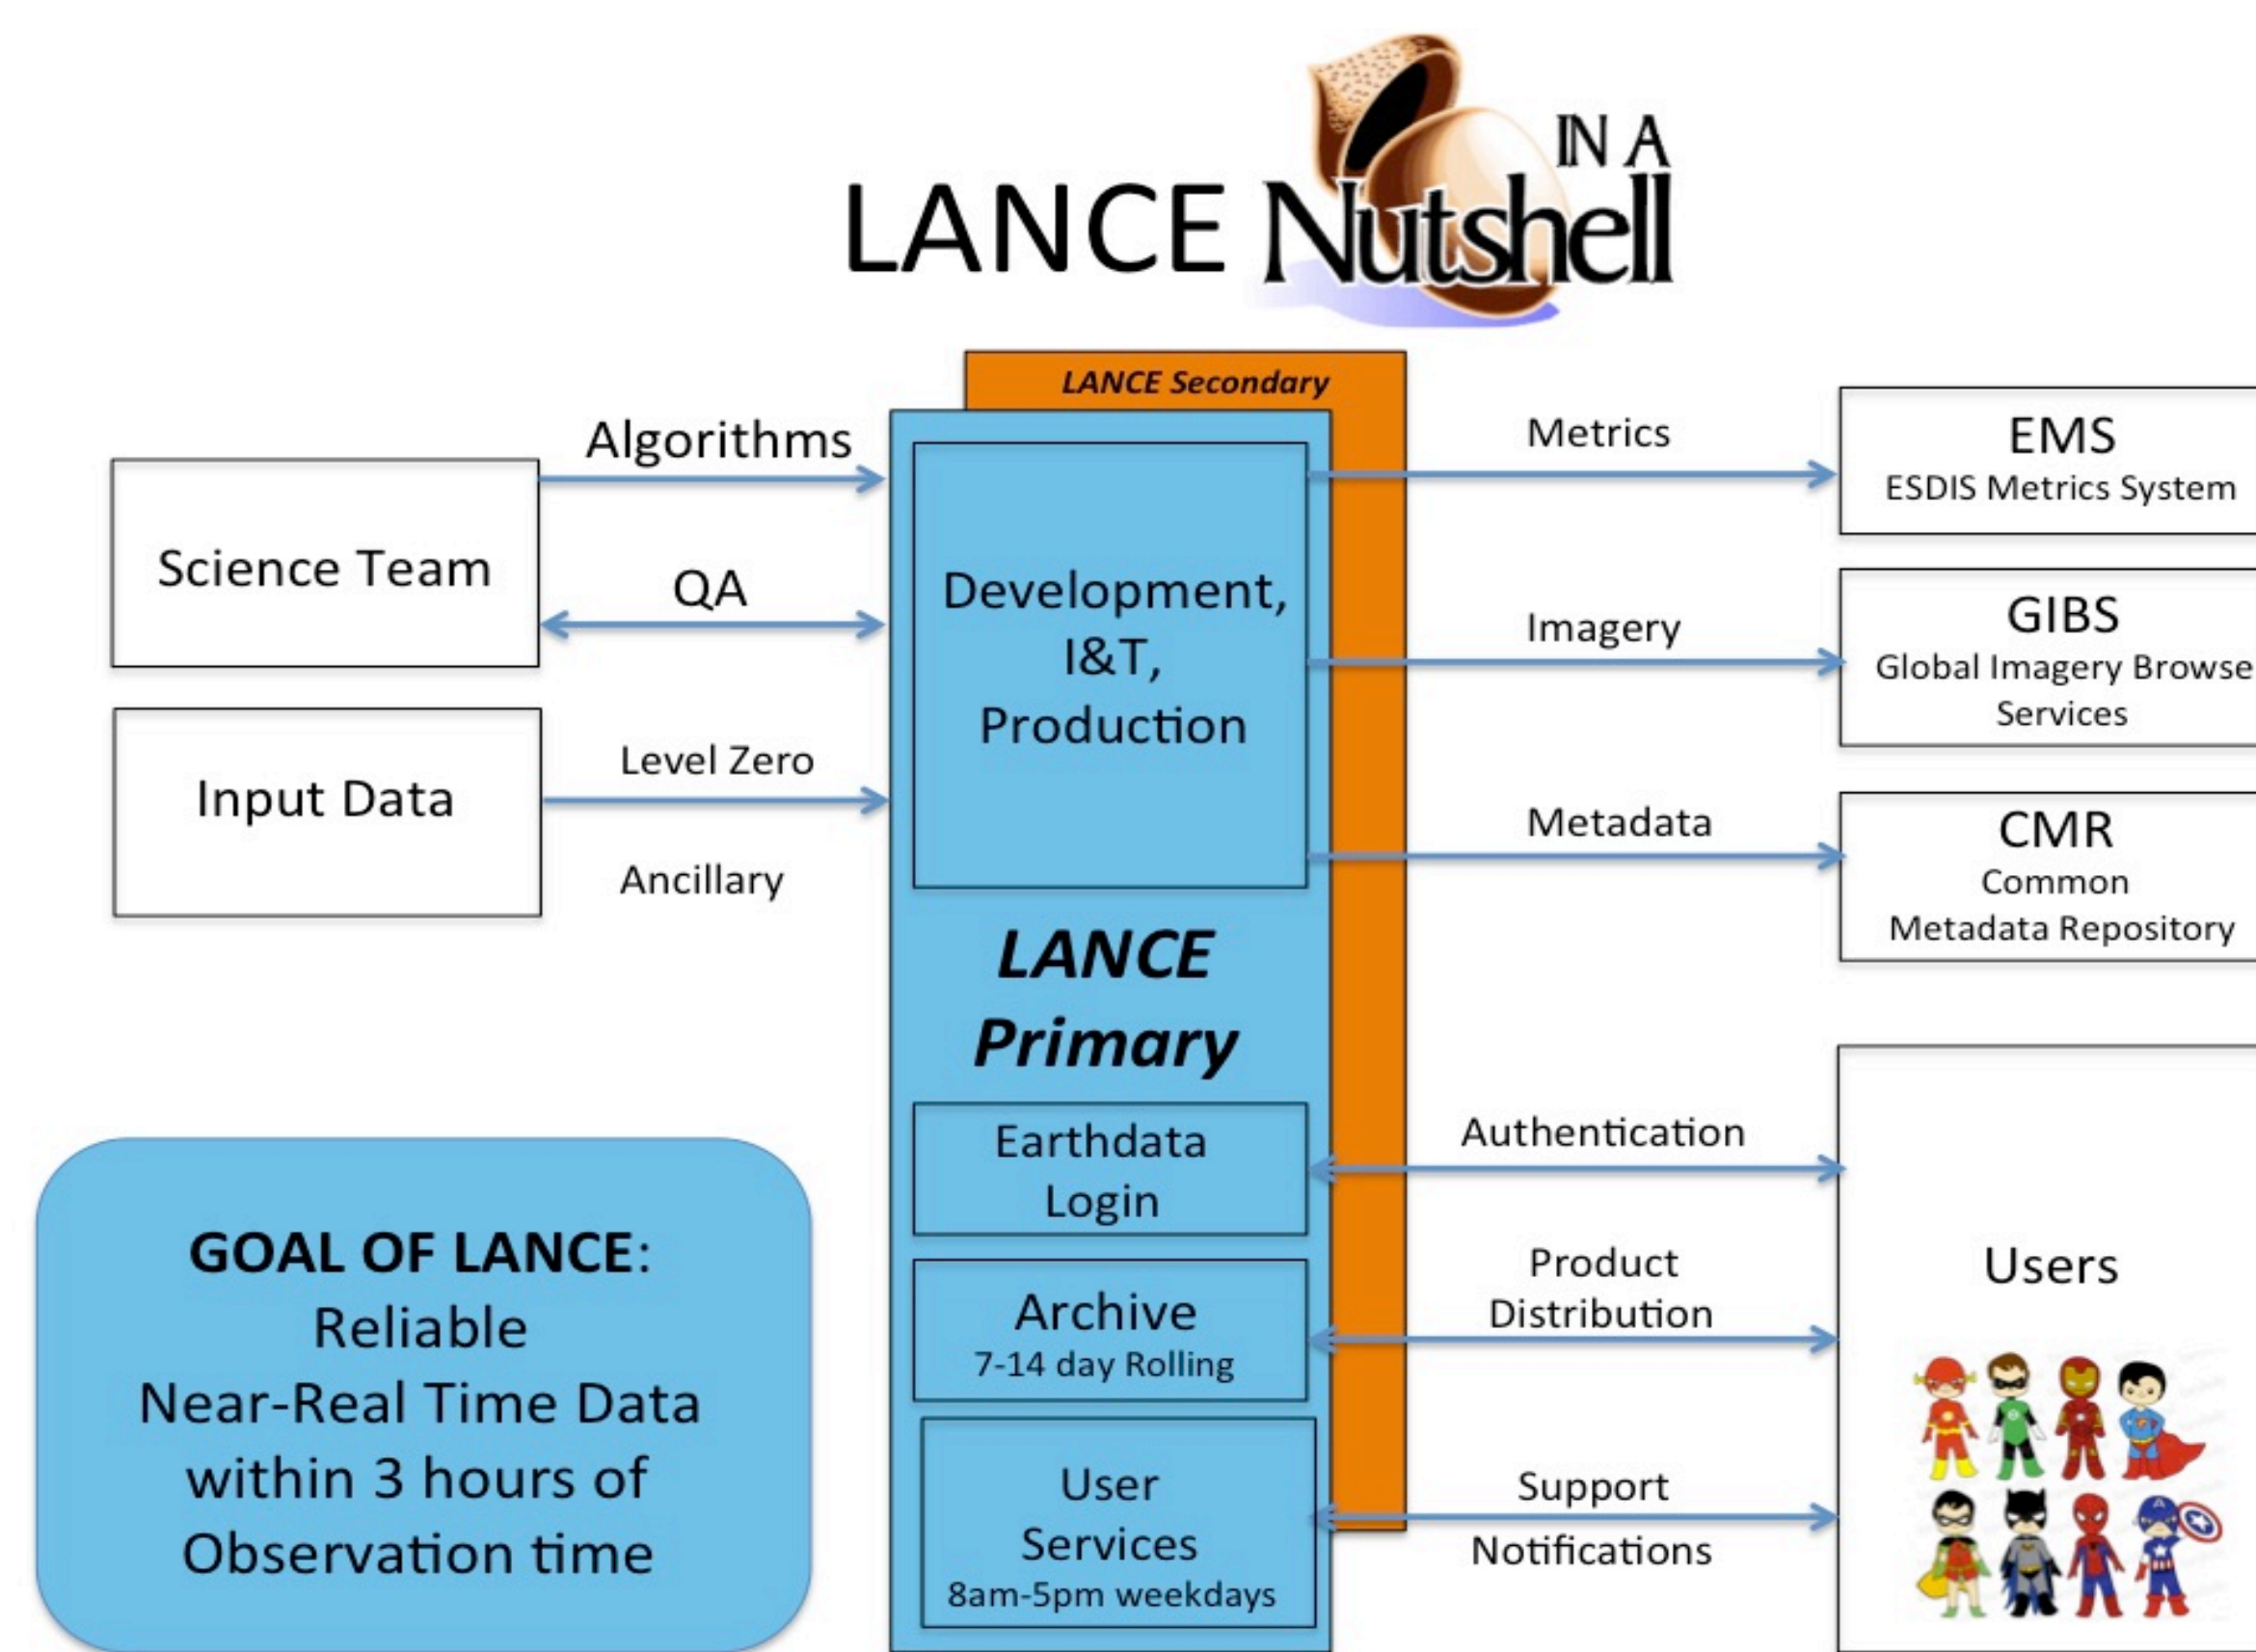 LANCE
IN A
Nutshell
LANCE Secondary
Algorithms
Science Team
QA
Input Data
Level Zero
Ancillary
Development,
I&T,
Production
LANCE
Primary
Earthdata
Login
Archive
7-14 day Rolling
User
Services
8am-5pm weekdays
Metrics
EMS
ESDIS Metrics System
Imagery
GIBS
Global Imagery Browse
Services
Metadata
CMR
Common
Metadata Repository
Authentication
Product
Distribution
Support
Notifications
Users
GOAL OF LANCE:
Reliable
Near-Real Time Data
within 3 hours of
Observation time